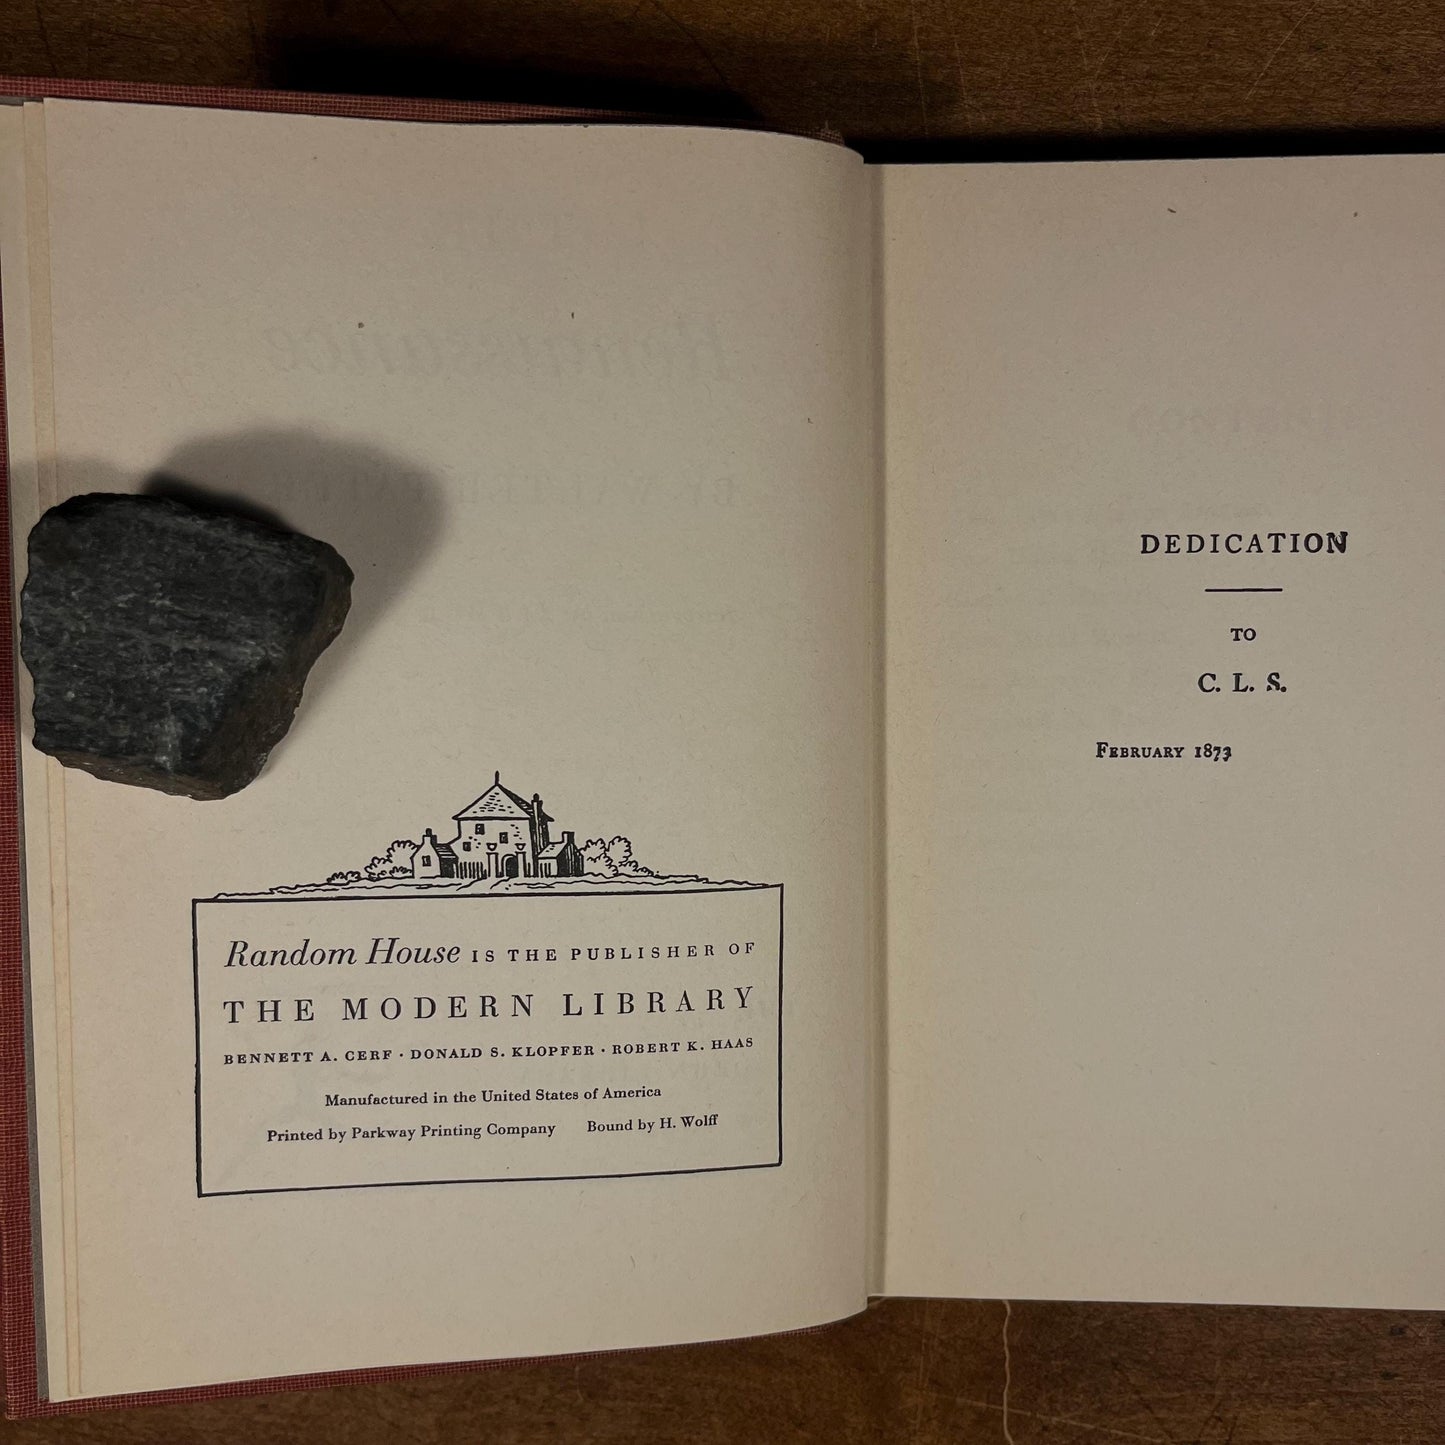 Random House IS THE PUBLISHER OF
THE MODERN LIBRARY
BENNETT A. CERF · DONALD S. KLOPFER · ROBERT K. HAAS
Manufactured in the United States of America
Printed by Parkway Printing Company Bound by H. Wolff
DEDICATION
TO
C. L. S.
FEBRUARY 1873